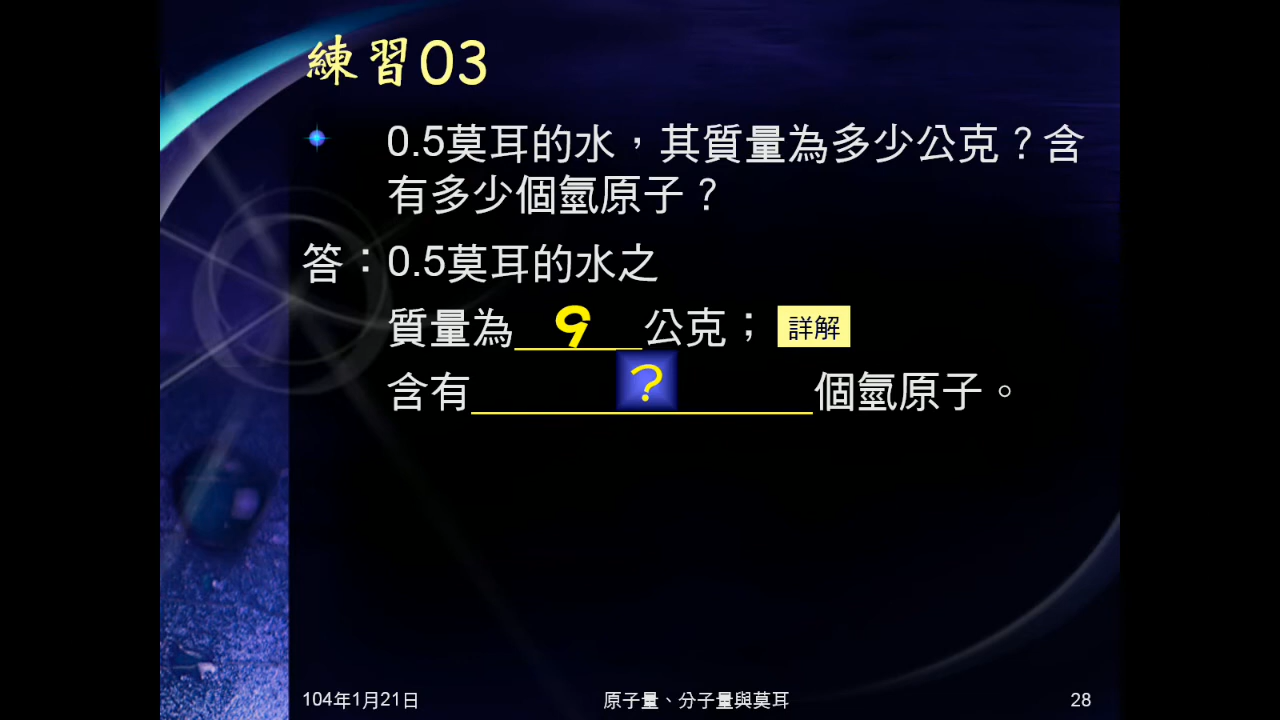 練習03
0.5莫耳的水，其質量為多少公克？含
有多少個氫原子？
答：0.5莫耳的水之
質量為 9 公克； 詳解
含有 ? 個氫原子。
104年1月21日 原子量、分子量與莫耳 28